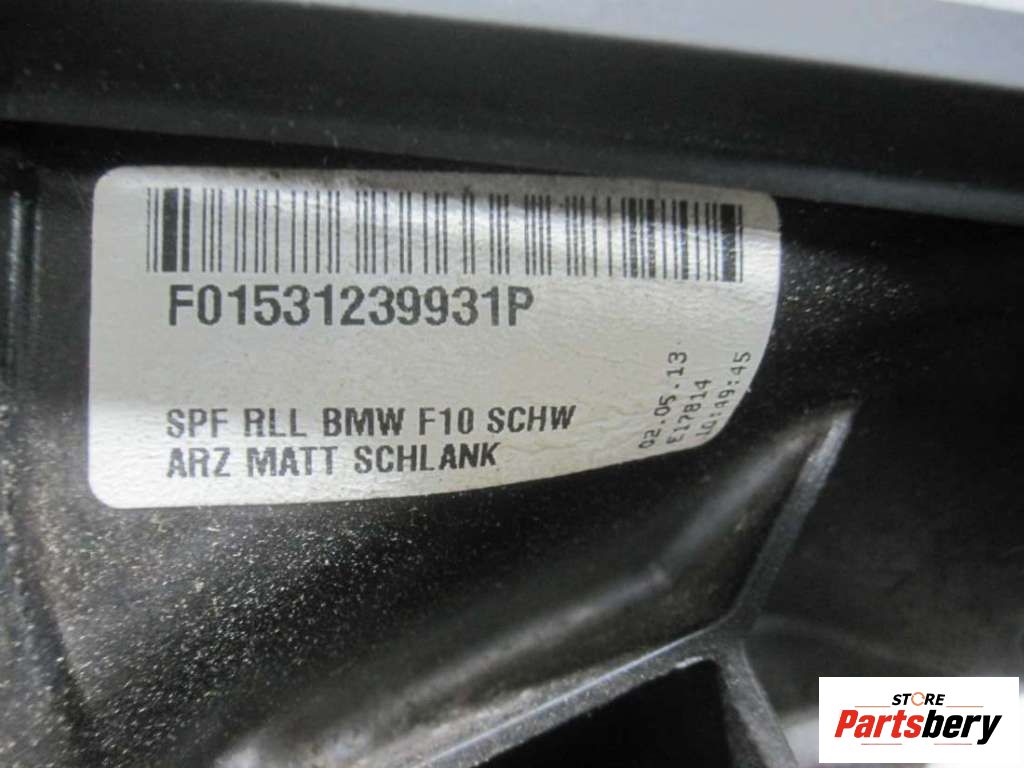 F01531239931P
SPF RLL BMW F10 SCHW
ARZ MATT SCHLANK
02.05.13
E17814
10:49:45
STORE
Partsbery